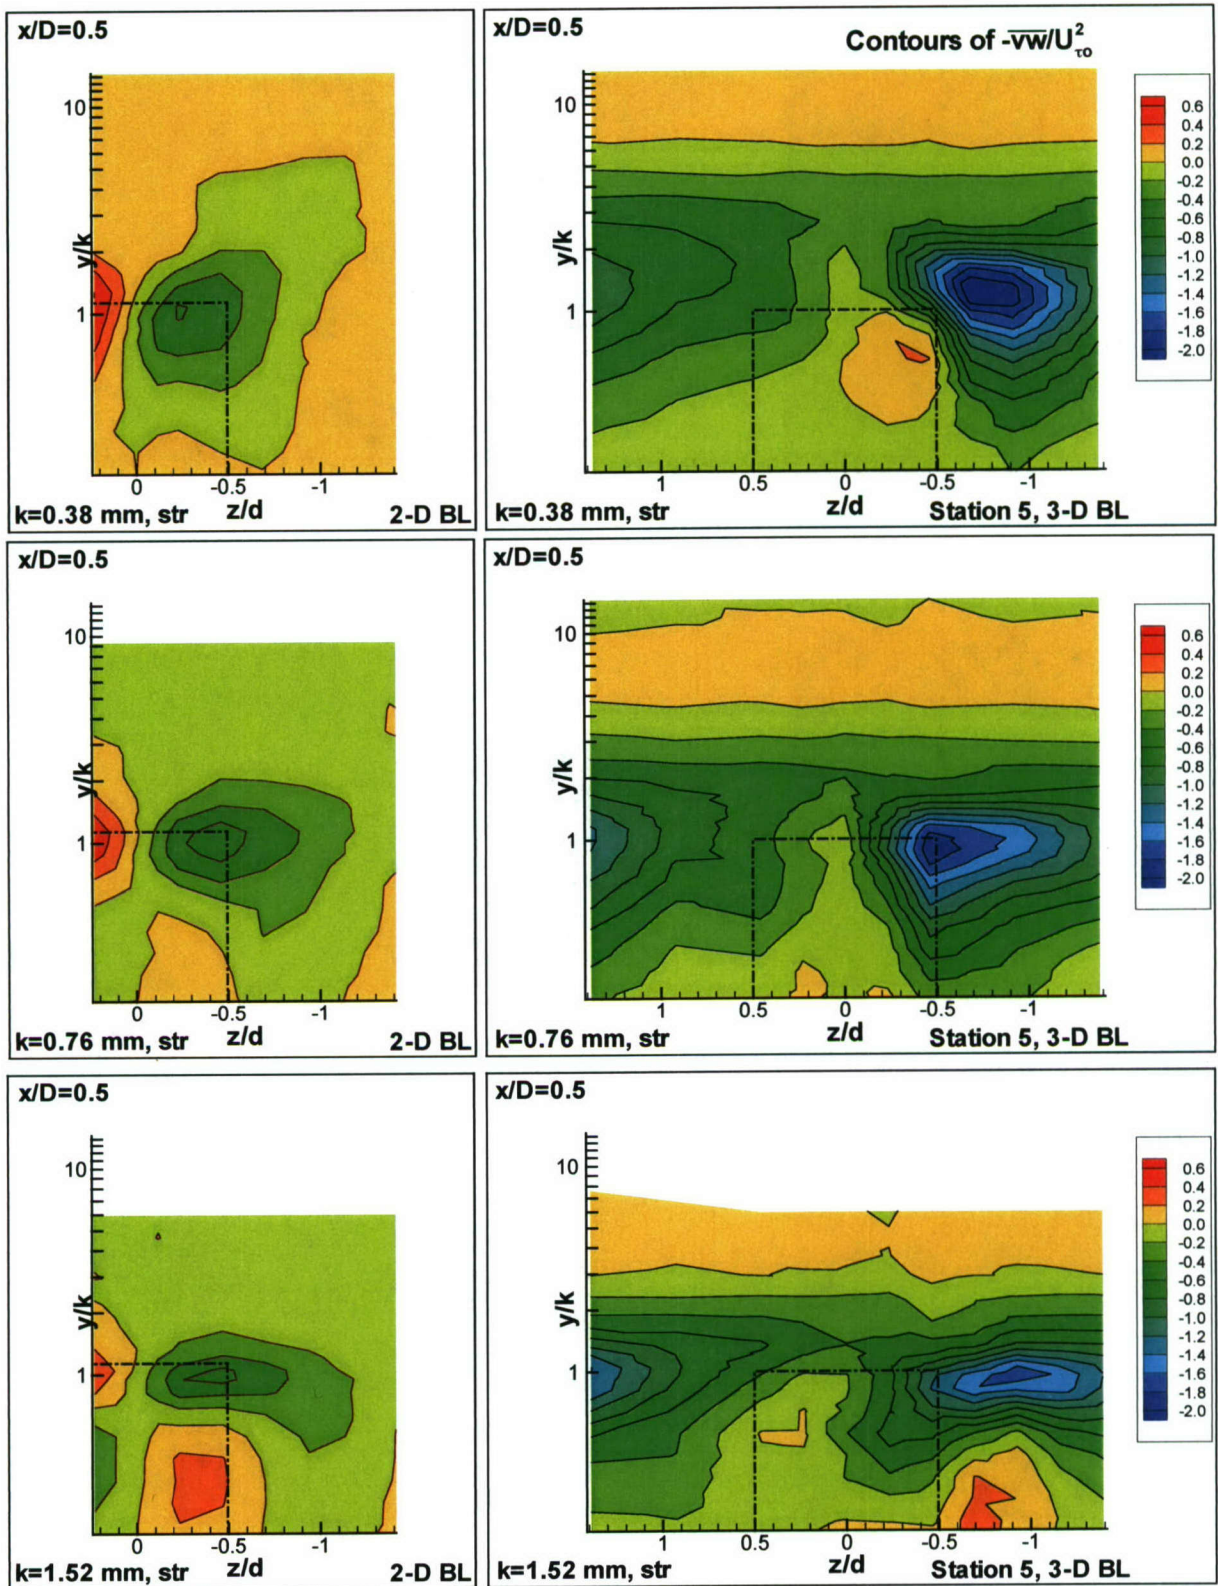 x/D=0.5
10
y/k
1
0 -0.5 -1
k=0.38 mm, str z/d 2-D BL
x/D=0.5
Contours of -vw/U²τo
10
y/k
1
1 0.5 0 -0.5 -1
k=0.38 mm, str z/d Station 5, 3-D BL
0.6
0.4
0.2
0.0
-0.2
-0.4
-0.6
-0.8
-1.0
-1.2
-1.4
-1.6
-1.8
-2.0
x/D=0.5
10
y/k
1
0 -0.5 -1
k=0.76 mm, str z/d 2-D BL
x/D=0.5
10
y/k
1
1 0.5 0 -0.5 -1
k=0.76 mm, str z/d Station 5, 3-D BL
0.6
0.4
0.2
0.0
-0.2
-0.4
-0.6
-0.8
-1.0
-1.2
-1.4
-1.6
-1.8
-2.0
x/D=0.5
10
y/k
1
0 -0.5 -1
k=1.52 mm, str z/d 2-D BL
x/D=0.5
10
y/k
1
1 0.5 0 -0.5 -1
k=1.52 mm, str z/d Station 5, 3-D BL
0.6
0.4
0.2
0.0
-0.2
-0.4
-0.6
-0.8
-1.0
-1.2
-1.4
-1.6
-1.8
-2.0